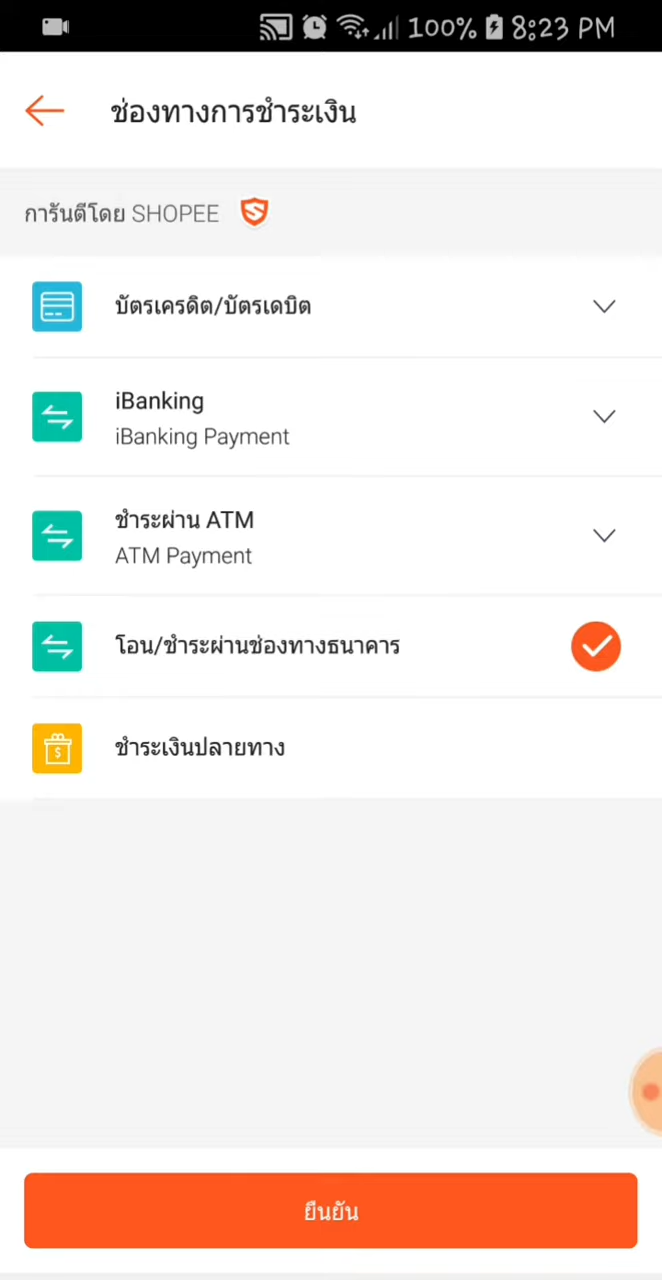 100% 8:23 PM
ช่องทางการชำระเงิน
การันตีโดย SHOPEE
บัตรเครดิต/บัตรเดบิต
iBanking
iBanking Payment
ชำระผ่าน ATM
ATM Payment
โอน/ชำระผ่านช่องทางธนาคาร
ชำระเงินปลายทาง
ยืนยัน